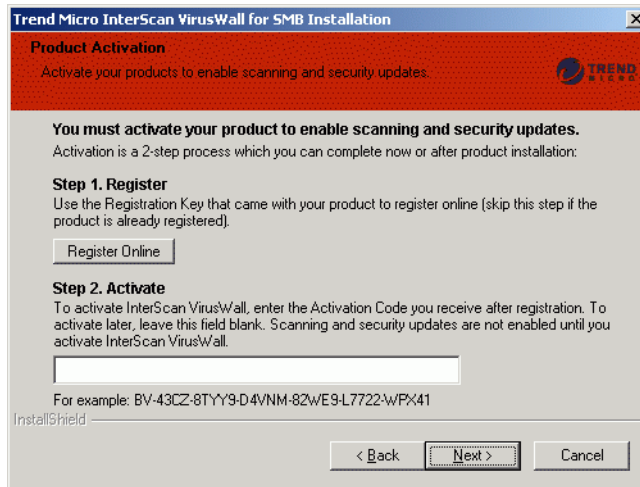 Trend Micro InterScan VirusWall for SMB Installation
Product Activation
Activate your products to enable scanning and security updates.
TREND
MICRO
You must activate your product to enable scanning and security updates.
Activation is a 2-step process which you can complete now or after product installation:
Step 1. Register
Use the Registration Key that came with your product to register online (skip this step if the
product is already registered).
Register Online
Step 2. Activate
To activate InterScan VirusWall, enter the Activation Code you receive after registration. To
activate later, leave this field blank. Scanning and security updates are not enabled until you
activate InterScan VirusWall.
For example: BV-43CZ-8TYY9-D4VNM-82WE9-L7722-WPX41
InstallShield
< Back
Next >
Cancel